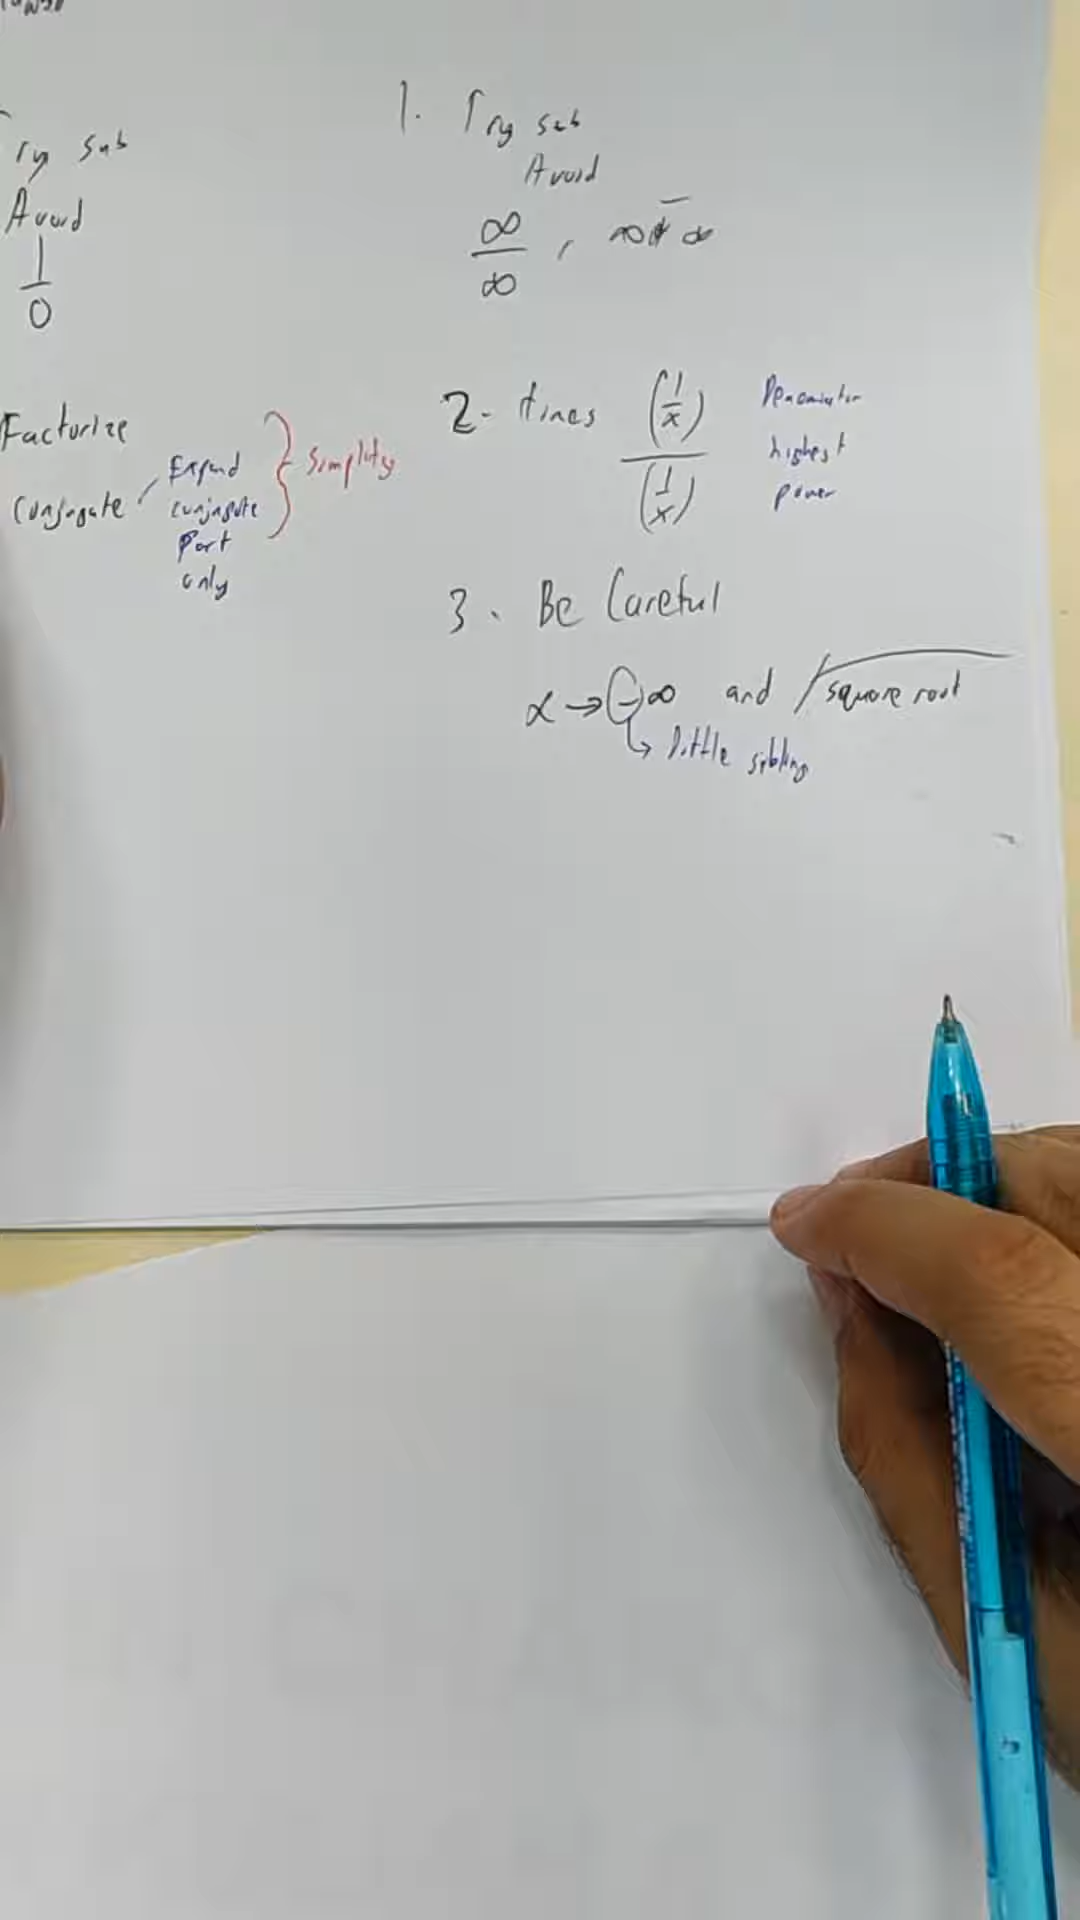 Try sub
Avoid
1
0
Factorize
Conjugate
Expand
conjugate
Part
only
Simplify
1. Try sub
Avoid
∞
∞
, ∞ - ∞
2- times (1/x)
(1/x)
Denominator
highest
power
3. Be Careful
x → - ∞ and √square root
↳ little sibling